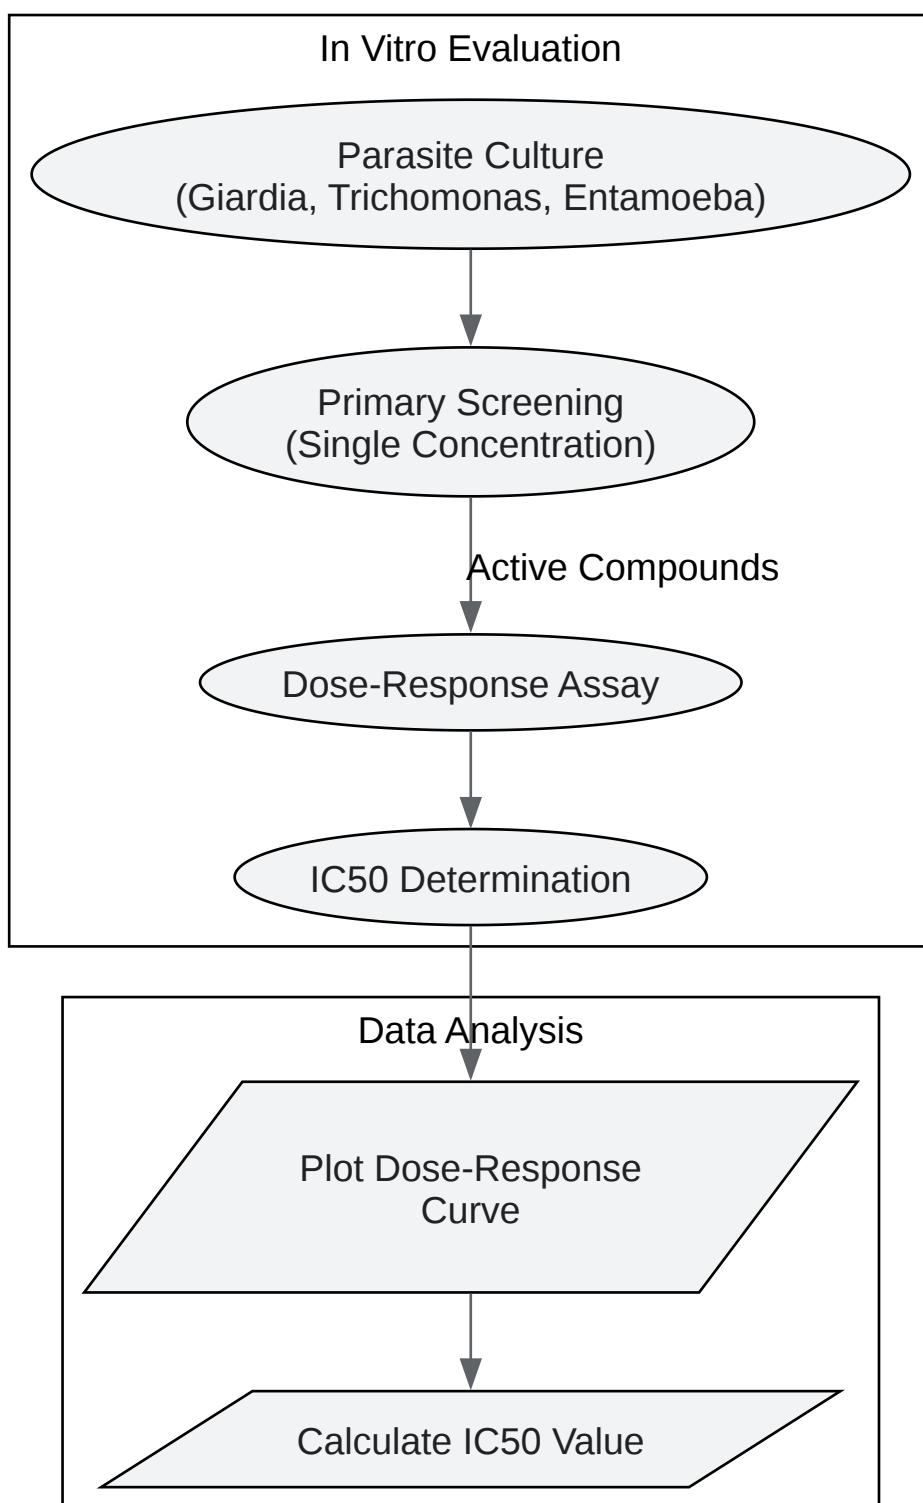 In Vitro Evaluation
Parasite Culture
(Giardia, Trichomonas, Entamoeba)
Primary Screening
(Single Concentration)
Active Compounds
Dose-Response Assay
IC50 Determination
Data Analysis
Plot Dose-Response
Curve
Calculate IC50 Value